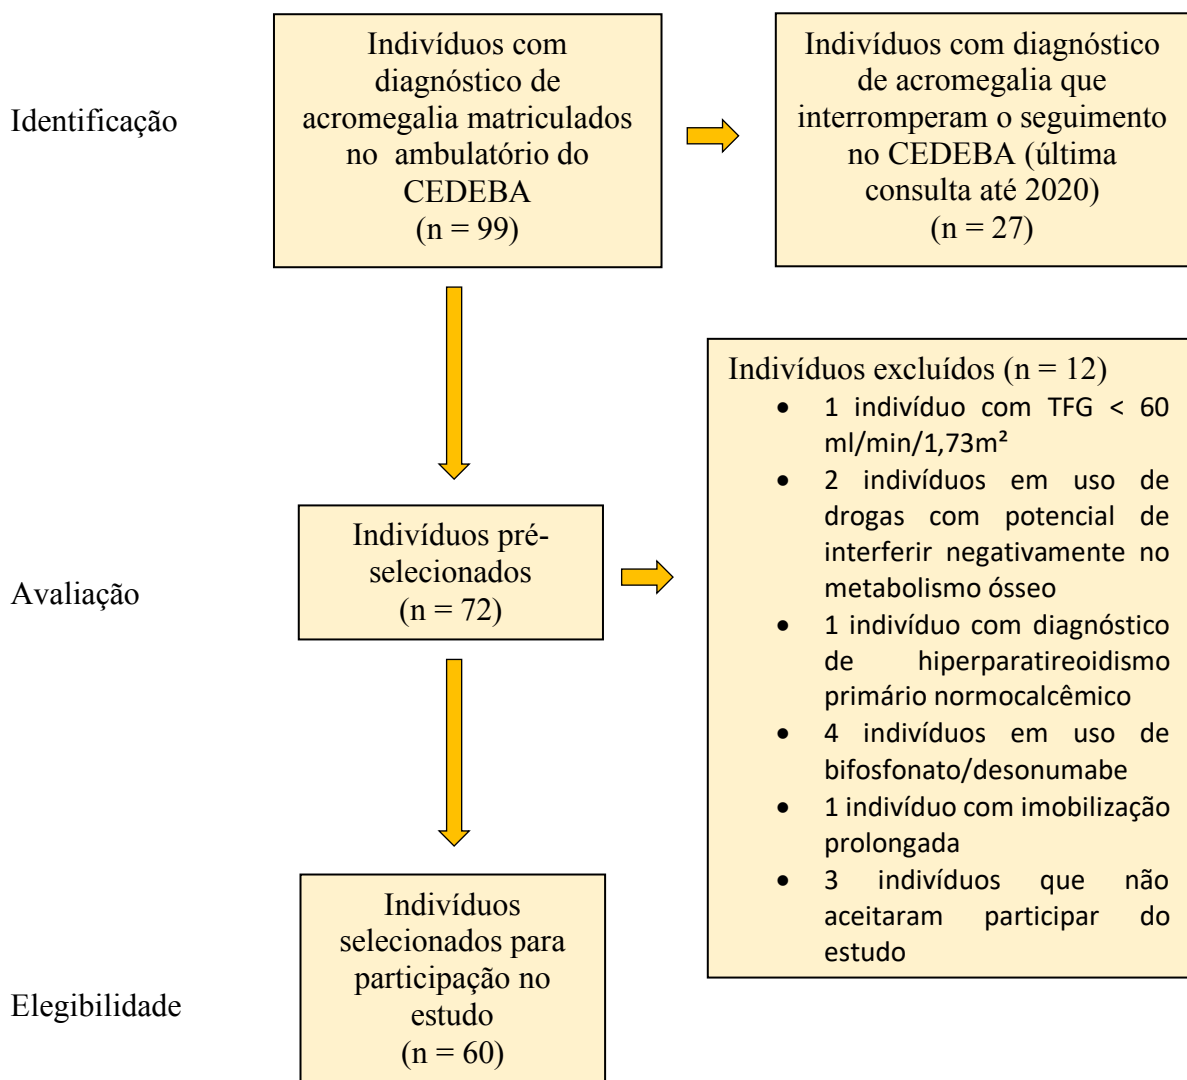 Identificação
Indivíduos com
diagnóstico de
acromegalia matriculados
no ambulatório do
CEDEBA
(n = 99)
Indivíduos com diagnóstico
de acromegalia que
interromperam o seguimento
no CEDEBA (última
consulta até 2020)
(n = 27)
Avaliação
Indivíduos pré-
selecionados
(n = 72)
Indivíduos excluídos (n = 12)
• 1 indivíduo com TFG < 60
ml/min/1,73m²
• 2 indivíduos em uso de
drogas com potencial de
interferir negativamente no
metabolismo ósseo
• 1 indivíduo com diagnóstico
de hiperparatireoidismo
primário normocalcêmico
• 4 indivíduos em uso de
bifosfonato/desonumabe
• 1 indivíduo com imobilização
prolongada
• 3 indivíduos que não
aceitaram participar do
estudo
Elegibilidade
Indivíduos
selecionados para
participação no
estudo
(n = 60)